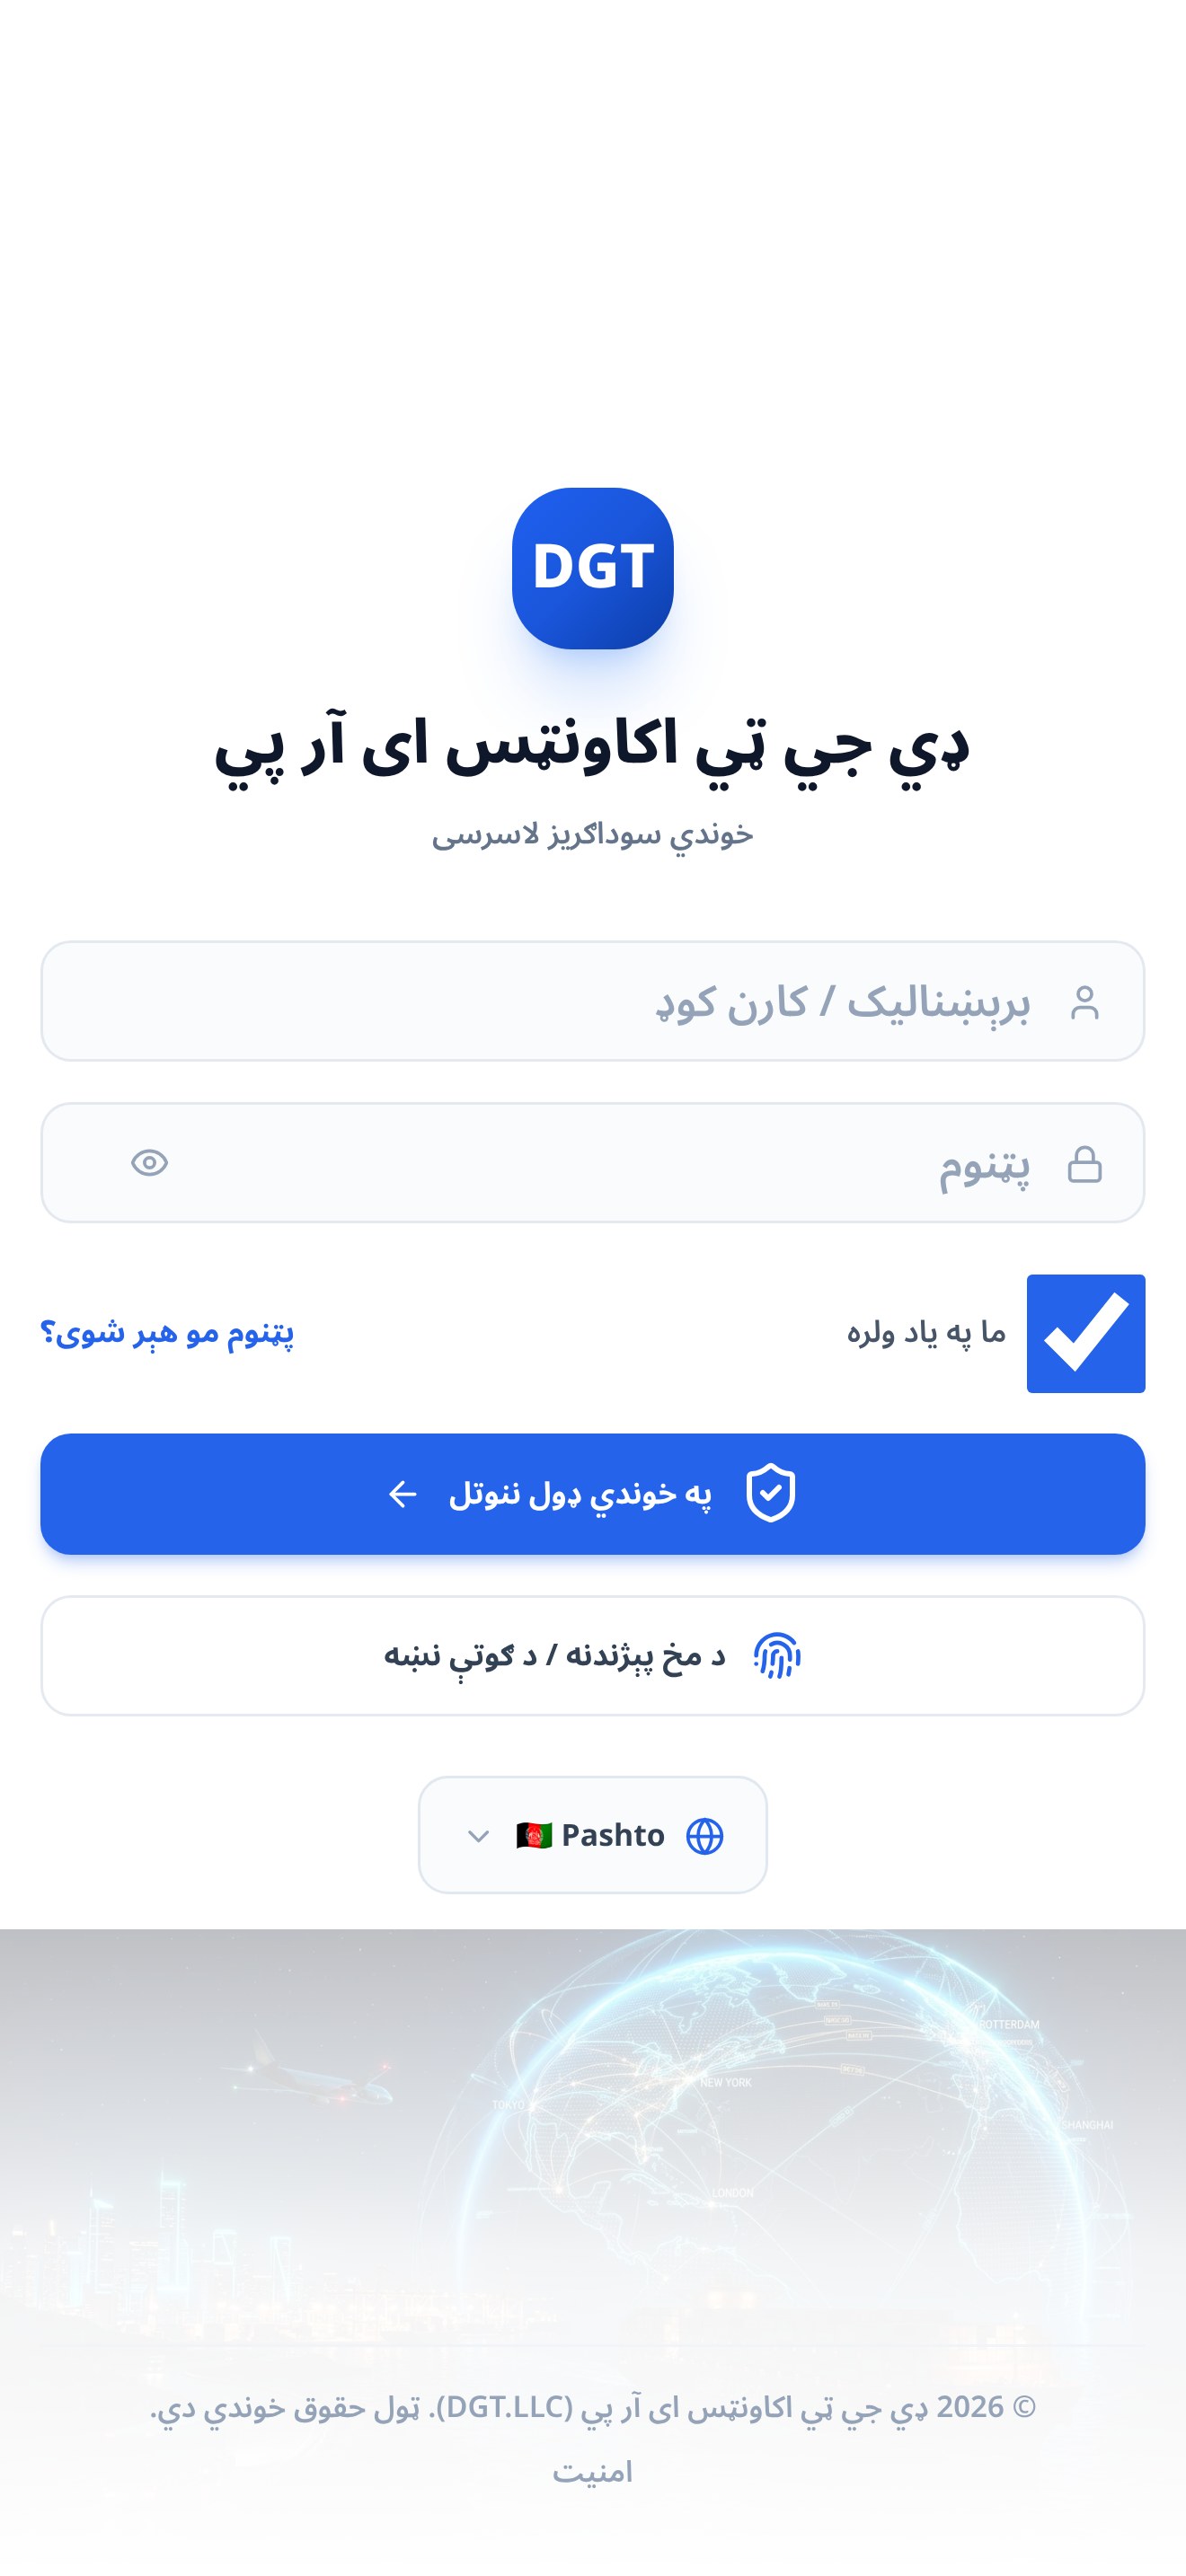 DGT
ډي جي ټي اکاونټس ای آر پي
خوندي سوداګریز لاسرسی
برېښنالیک / کارن کوډ
پټنوم
ما په یاد ولره
پټنوم مو هېر شوی؟
په خوندي ډول ننوتل
د مخ پېژندنه / د ګوتې نښه
Pashto
ROTTERDAM
NEW YORK
TOKYO
SHANGHAI
LONDON
© 2026 ډي جي ټي اکاونټس ای آر پي (DGT.LLC). ټول حقوق خوندي دي.
امنیت